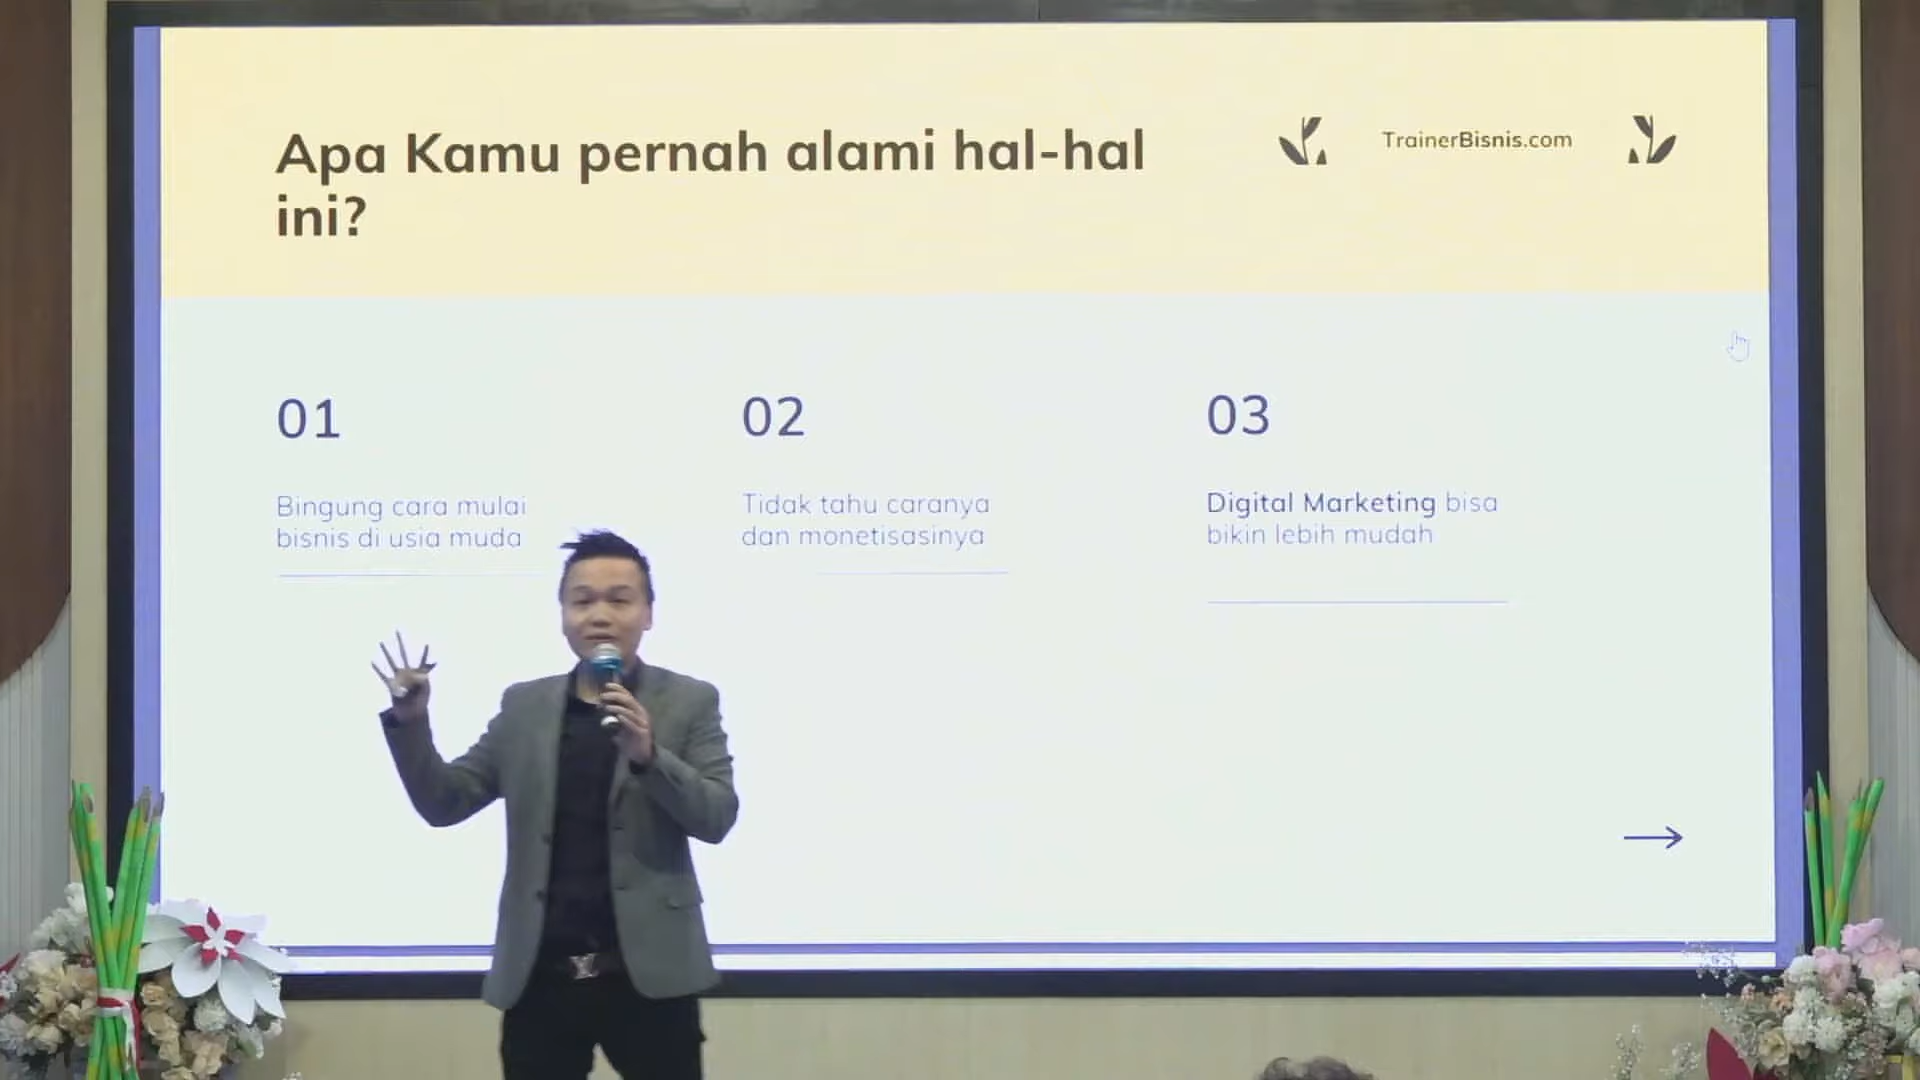 Apa Kamu pernah alami hal-hal
ini?
TrainerBisnis.com
01
Bingung cara mulai
bisnis di usia muda
02
Tidak tahu caranya
dan monetisasinya
03
Digital Marketing bisa
bikin lebih mudah